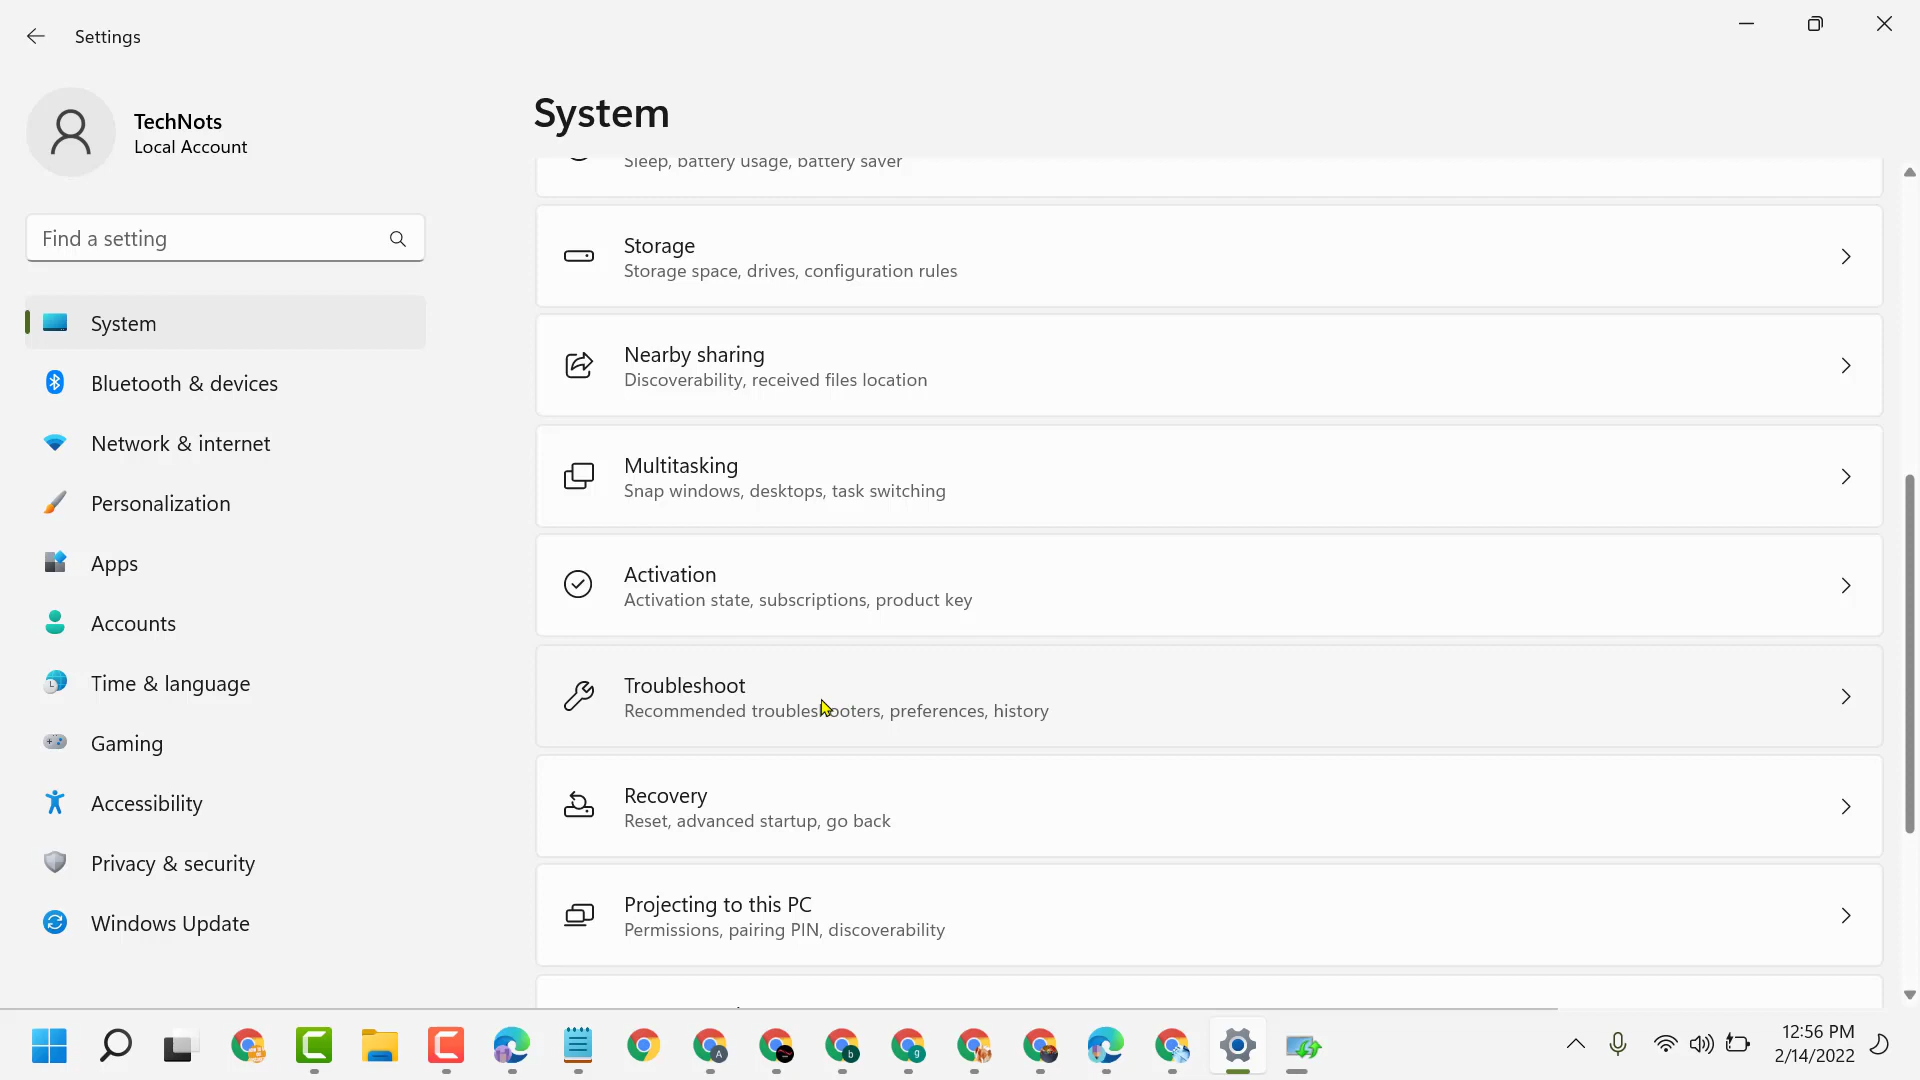 Settings
TechNots
Local Account
Find a setting
System
Bluetooth & devices
Network & internet
Personalization
Apps
Accounts
Time & language
Gaming
Accessibility
Privacy & security
Windows Update
System
Sleep, battery usage, battery saver
Storage
Storage space, drives, configuration rules
Nearby sharing
Discoverability, received files location
Multitasking
Snap windows, desktops, task switching
Activation
Activation state, subscriptions, product key
Troubleshoot
Recommended troubleshooters, preferences, history
Recovery
Reset, advanced startup, go back
Projecting to this PC
Permissions, pairing PIN, discoverability
A
b
g
12:56 PM
2/14/2022